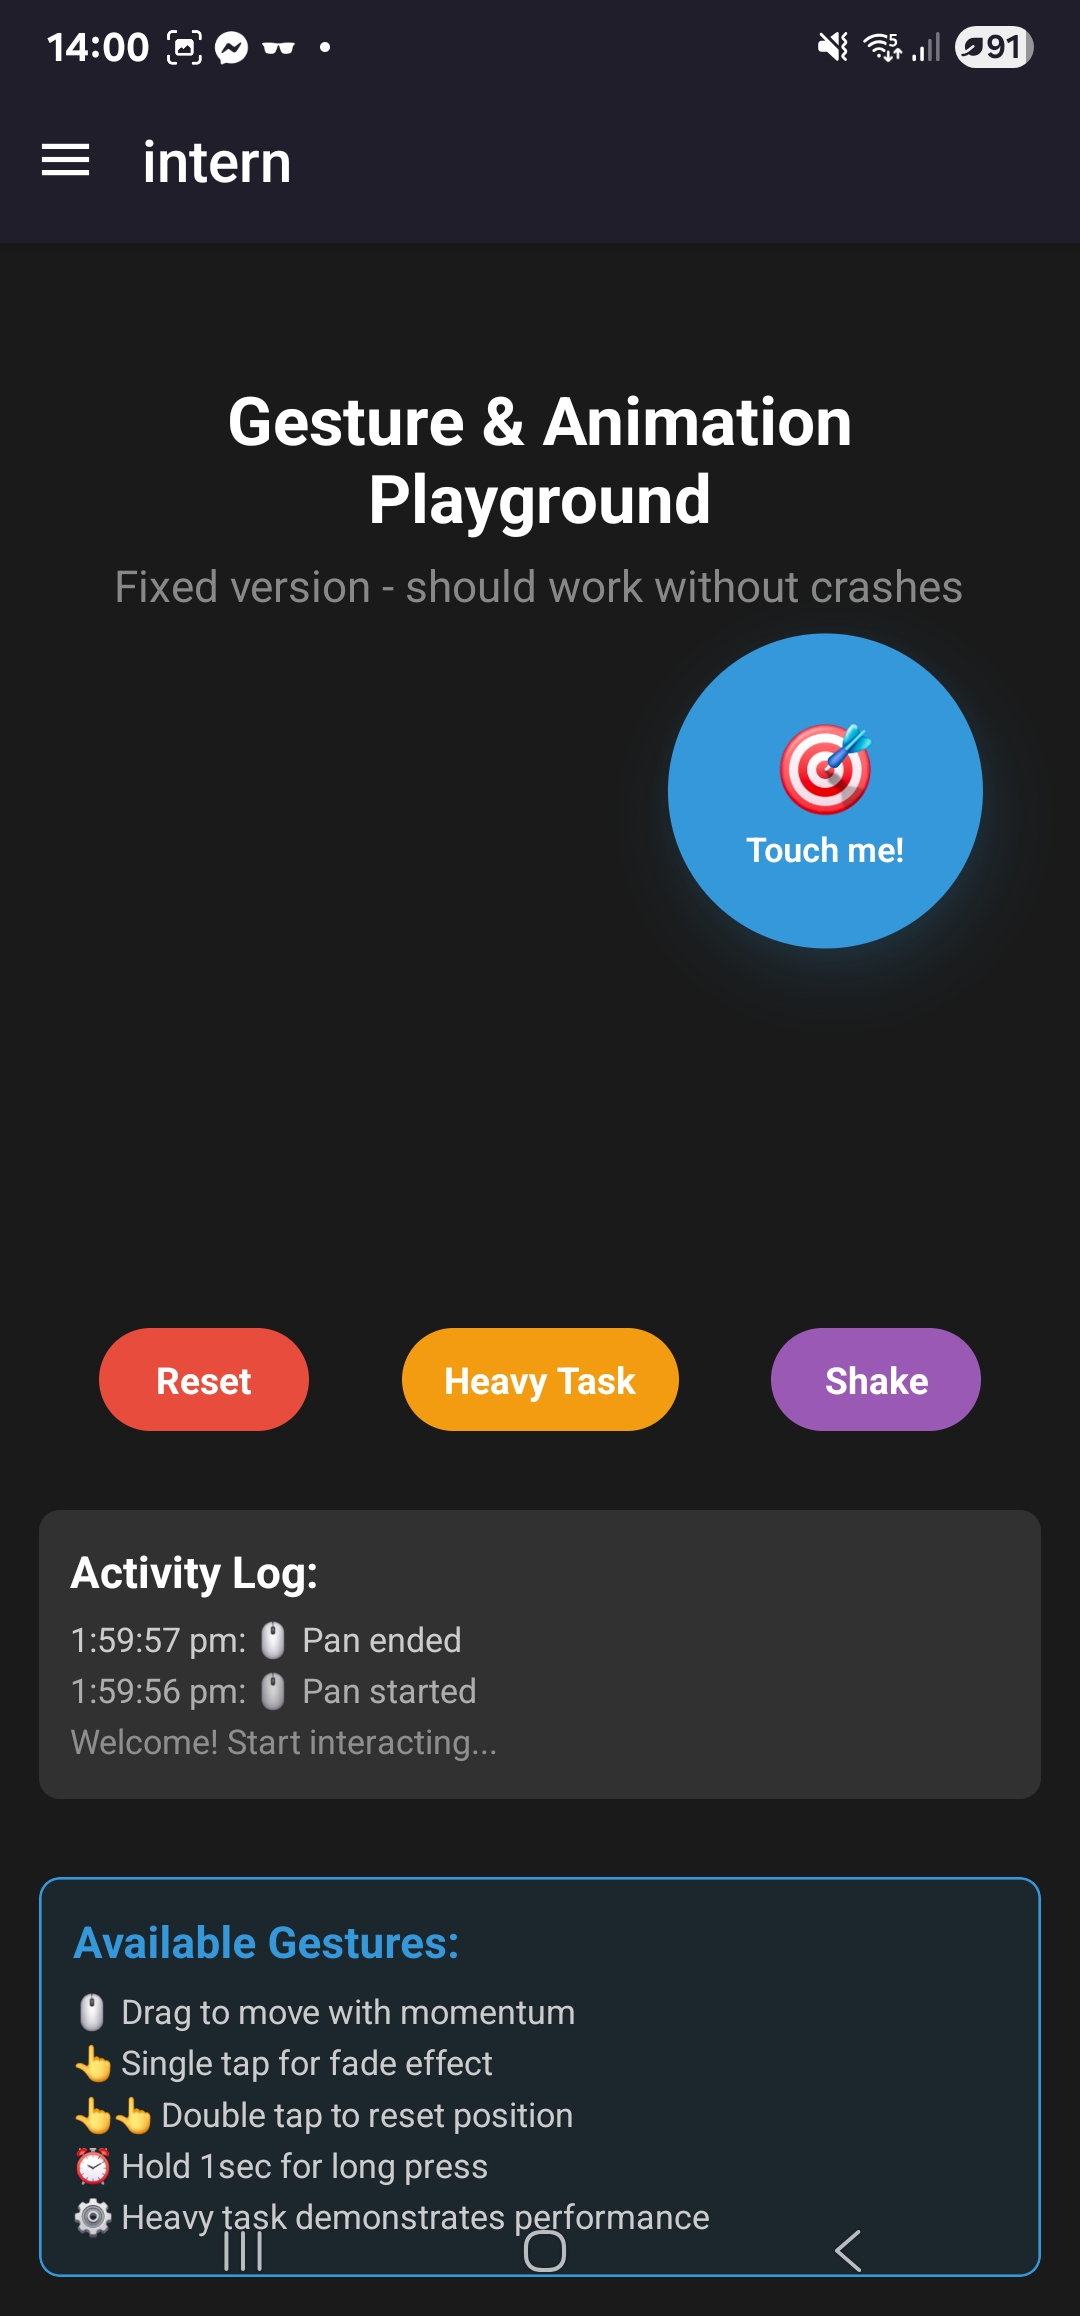 14:00
5
91
intern
Gesture & Animation
Playground
Fixed version - should work without crashes
Touch me!
Reset
Heavy Task
Shake
Activity Log:
1:59:57 pm: 🖱️ Pan ended
1:59:56 pm: 🖱️ Pan started
Welcome! Start interacting...
Available Gestures:
🖱️ Drag to move with momentum
👆 Single tap for fade effect
👆👆 Double tap to reset position
⏰ Hold 1sec for long press
⚙️ Heavy task demonstrates performance